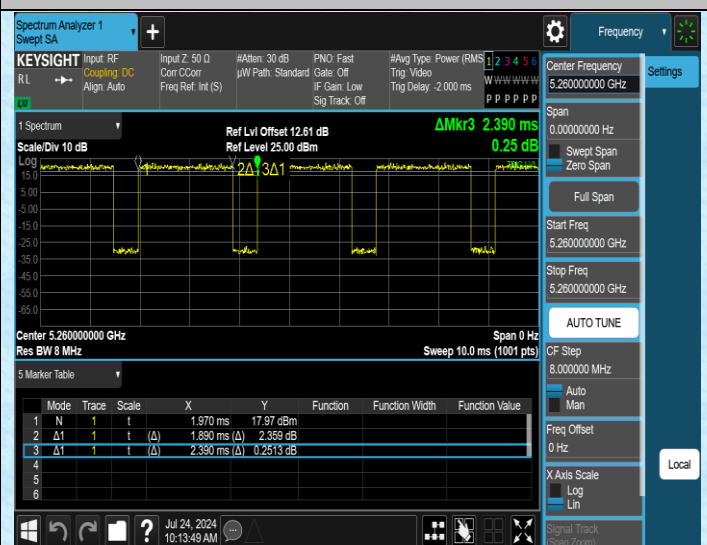 Spectrum Analyzer 1
Swept SA
+
Frequency
KEYSIGHT
RL
LXI
Input: RF
Coupling: DC
Align: Auto
Input Z: 50 Ω
Corr CCorr
Freq Ref: Int (S)
#Atten: 30 dB
µW Path: Standard
PNO: Fast
Gate: Off
IF Gain: Low
Sig Track: Off
#Avg Type: Power (RMS
Trig: Video
Trig Delay: -2.000 ms
1 2 3 4 5 6
W W W W W W
P P P P P P
Center Frequency
5.260000000 GHz
Settings
Span
0.00000000 Hz
Swept Span
Zero Span
Full Span
Start Freq
5.260000000 GHz
Stop Freq
5.260000000 GHz
AUTO TUNE
CF Step
8.000000 MHz
Auto
Man
Freq Offset
0 Hz
X Axis Scale
Log
Lin
Signal Track
(Span Zoom)
Local
1 Spectrum
Scale/Div 10 dB
Ref Lvl Offset 12.61 dB
Ref Level 25.00 dBm
ΔMkr3 2.390 ms
0.25 dB
Log
15.0
5.00
-5.00
-15.0
-25.0
-35.0
-45.0
-55.0
-65.0
1
2Δ1
3Δ1
Center 5.260000000 GHz
Res BW 8 MHz
Span 0 Hz
Sweep 10.0 ms (1001 pts)
5 Marker Table
Mode Trace Scale X Y Function Function Width Function Value
1 N 1 t 1.970 ms 17.97 dBm
2 Δ1 1 t (Δ) 1.890 ms (Δ) 2.359 dB
3 Δ1 1 t (Δ) 2.390 ms (Δ) 0.2513 dB
4
5
6
?
Jul 24, 2024
10:13:49 AM